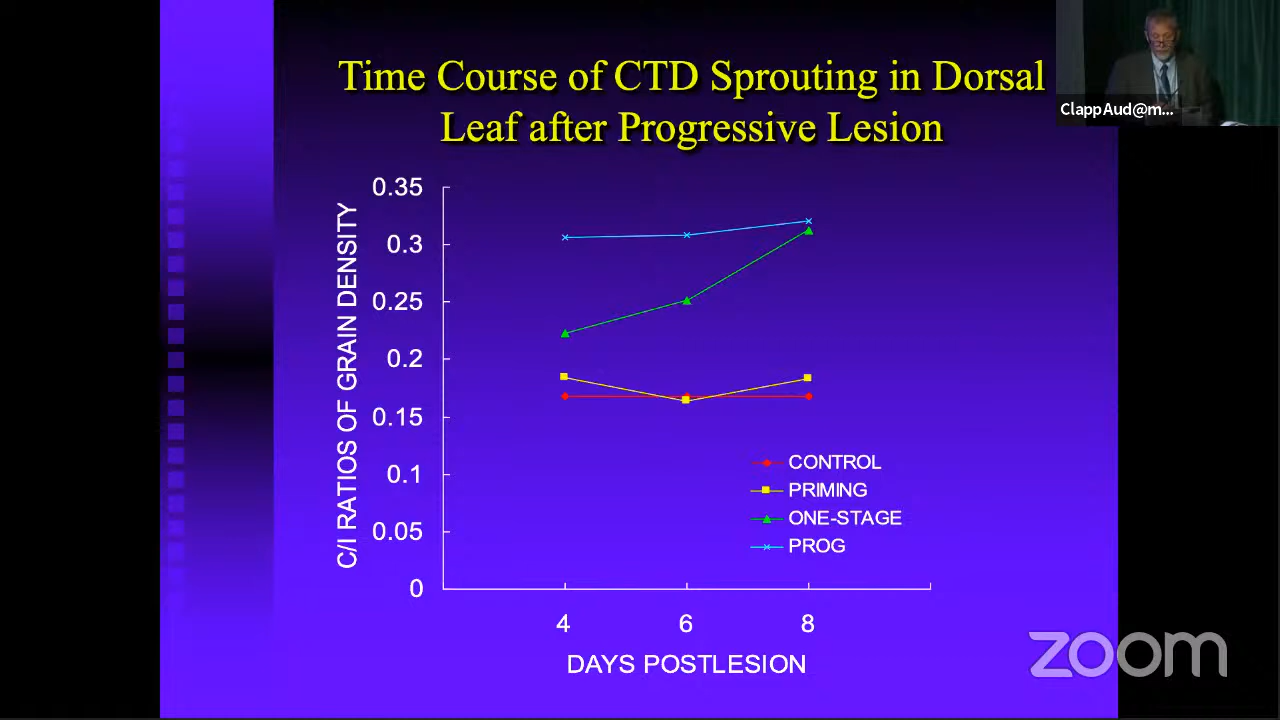 Time Course of CTD Sprouting in Dorsal
Leaf after Progressive Lesion
ClappAud@m...
C/I RATIOS OF GRAIN DENSITY
0.35
0.3
0.25
0.2
0.15
0.1
0.05
0
4 6 8
DAYS POSTLESION
CONTROL
PRIMING
ONE-STAGE
PROG
zoom